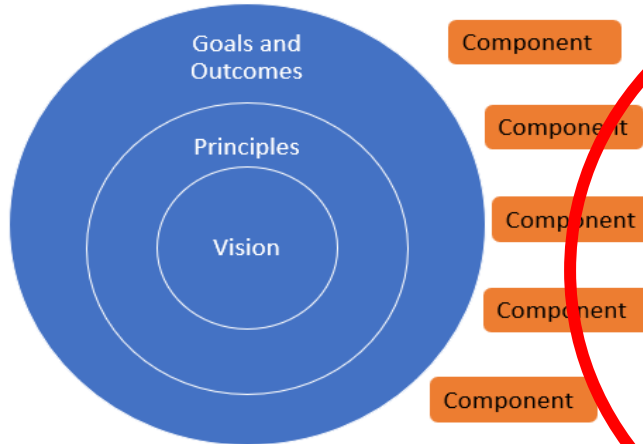 Goals and
Outcomes
Principles
Vision
Component
Component
Component
Component
Component